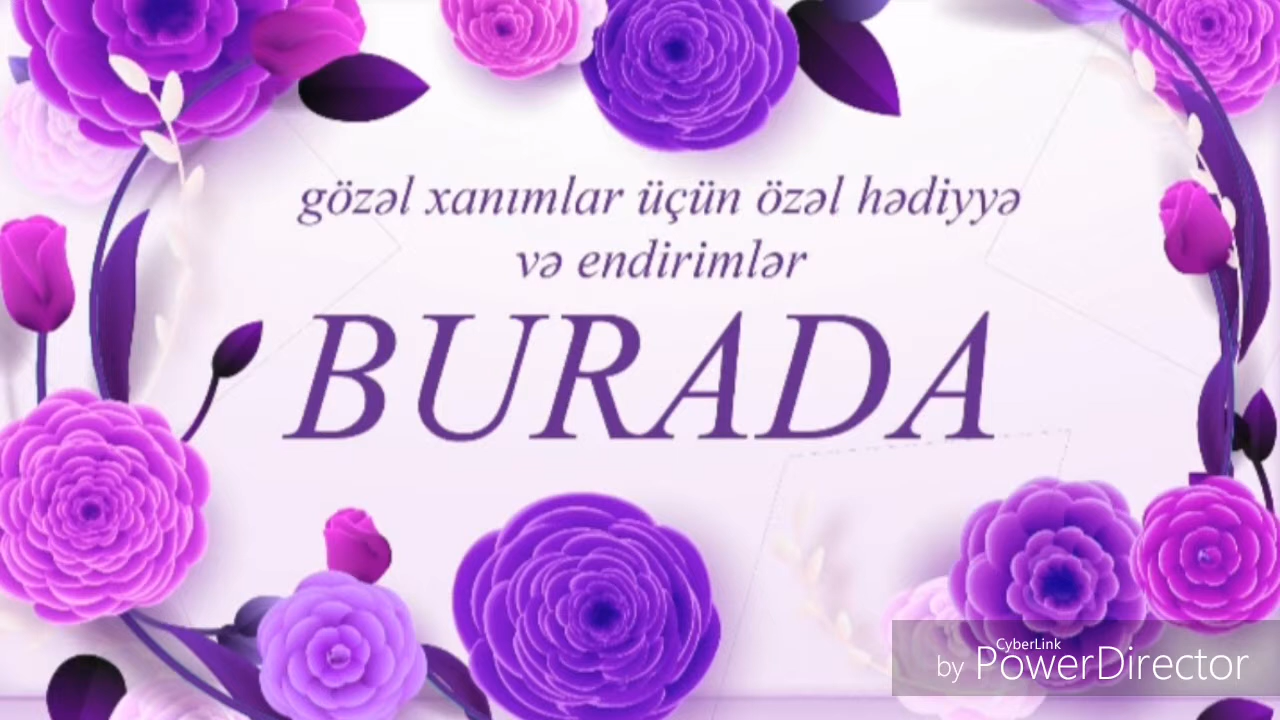 gözəl xanımlar üçün özəl hədiyyə
və endirimlər
BURADA
CyberLink
by PowerDirector